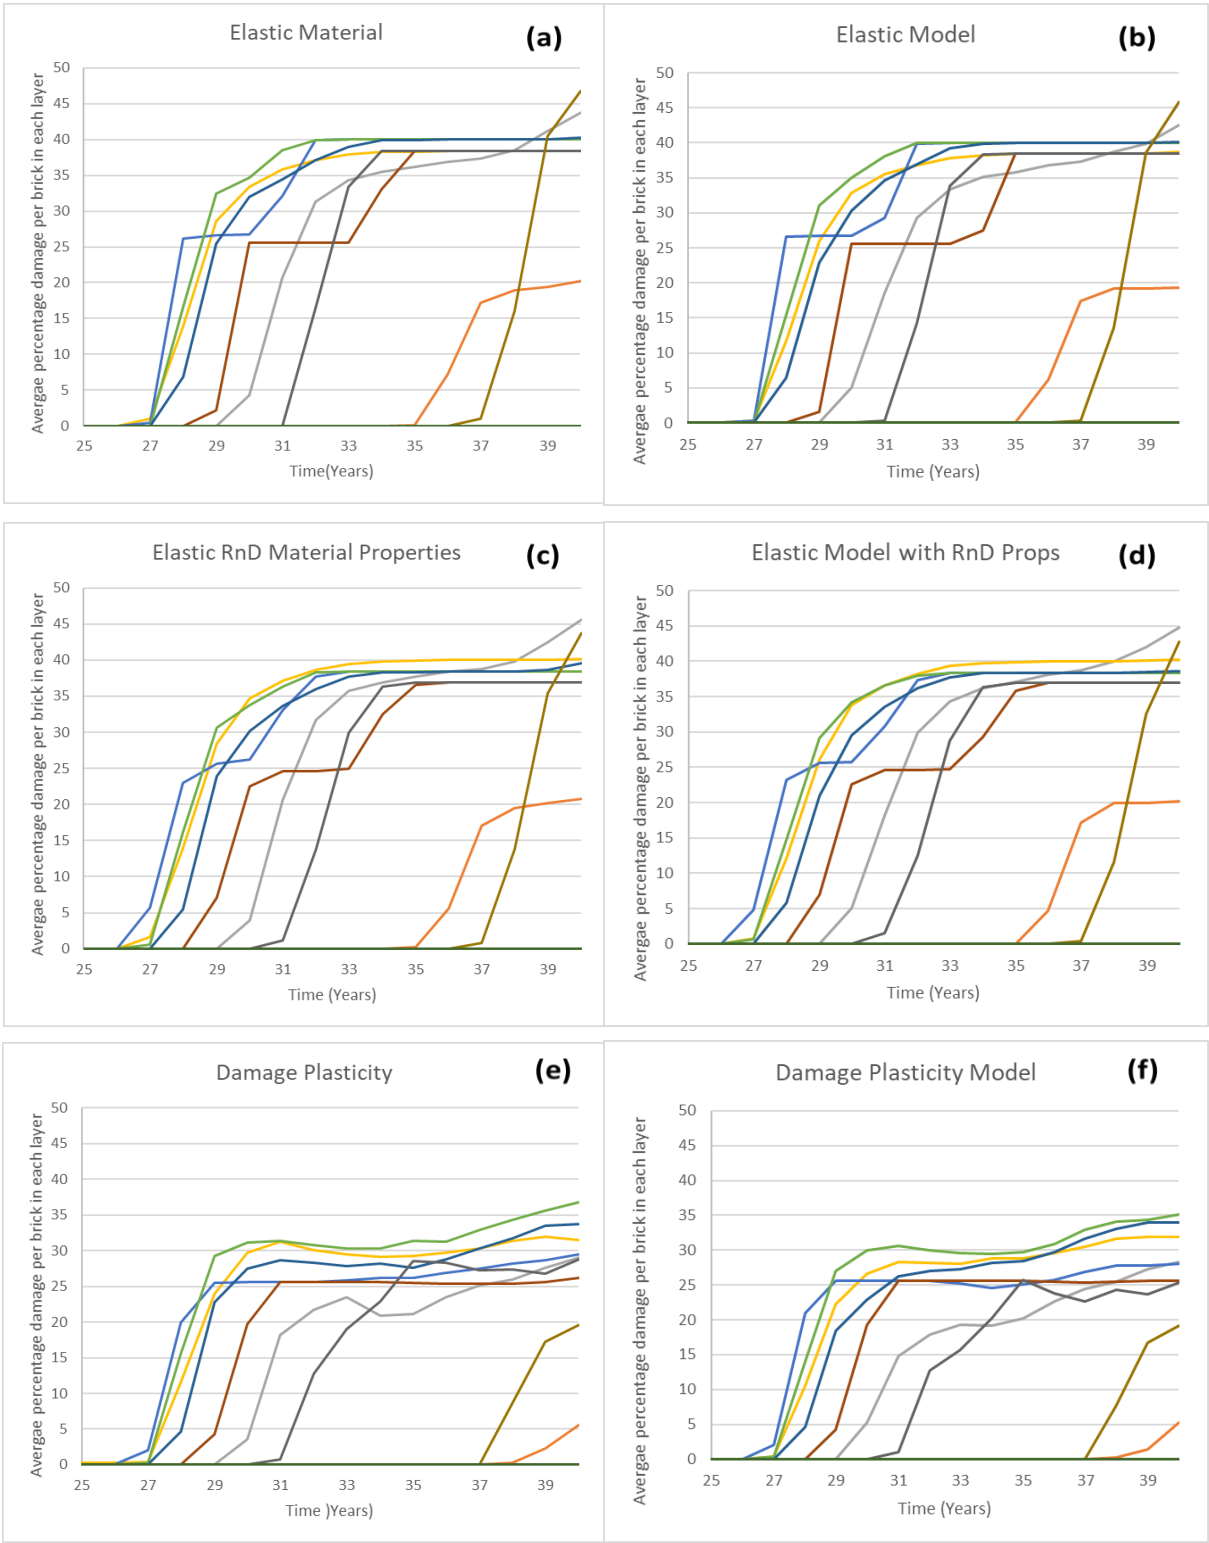 Elastic Material (a)
Avergae percentage damage per brick in each layer
50
45
40
35
30
25
20
15
10
5
0
25 27 29 31 33 35 37 39
Time(Years)
Elastic Model (b)
Avergae percentage damage per brick in each layer
50
45
40
35
30
25
20
15
10
5
0
25 27 29 31 33 35 37 39
Time (Years)
Elastic RnD Material Properties (c)
Avergae percentage damage per brick in each layer
50
45
40
35
30
25
20
15
10
5
0
25 27 29 31 33 35 37 39
Time (Years)
Elastic Model with RnD Props (d)
Avergae percentage damage per brick in each layer
50
45
40
35
30
25
20
15
10
5
0
25 27 29 31 33 35 37 39
Time (Years)
Damage Plasticity (e)
Avergae percentage damage per brick in each layer
50
45
40
35
30
25
20
15
10
5
0
25 27 29 31 33 35 37 39
Time )Years)
Damage Plasticity Model (f)
Avergae percentage damage per brick in each layer
50
45
40
35
30
25
20
15
10
5
0
25 27 29 31 33 35 37 39
Time (Years)